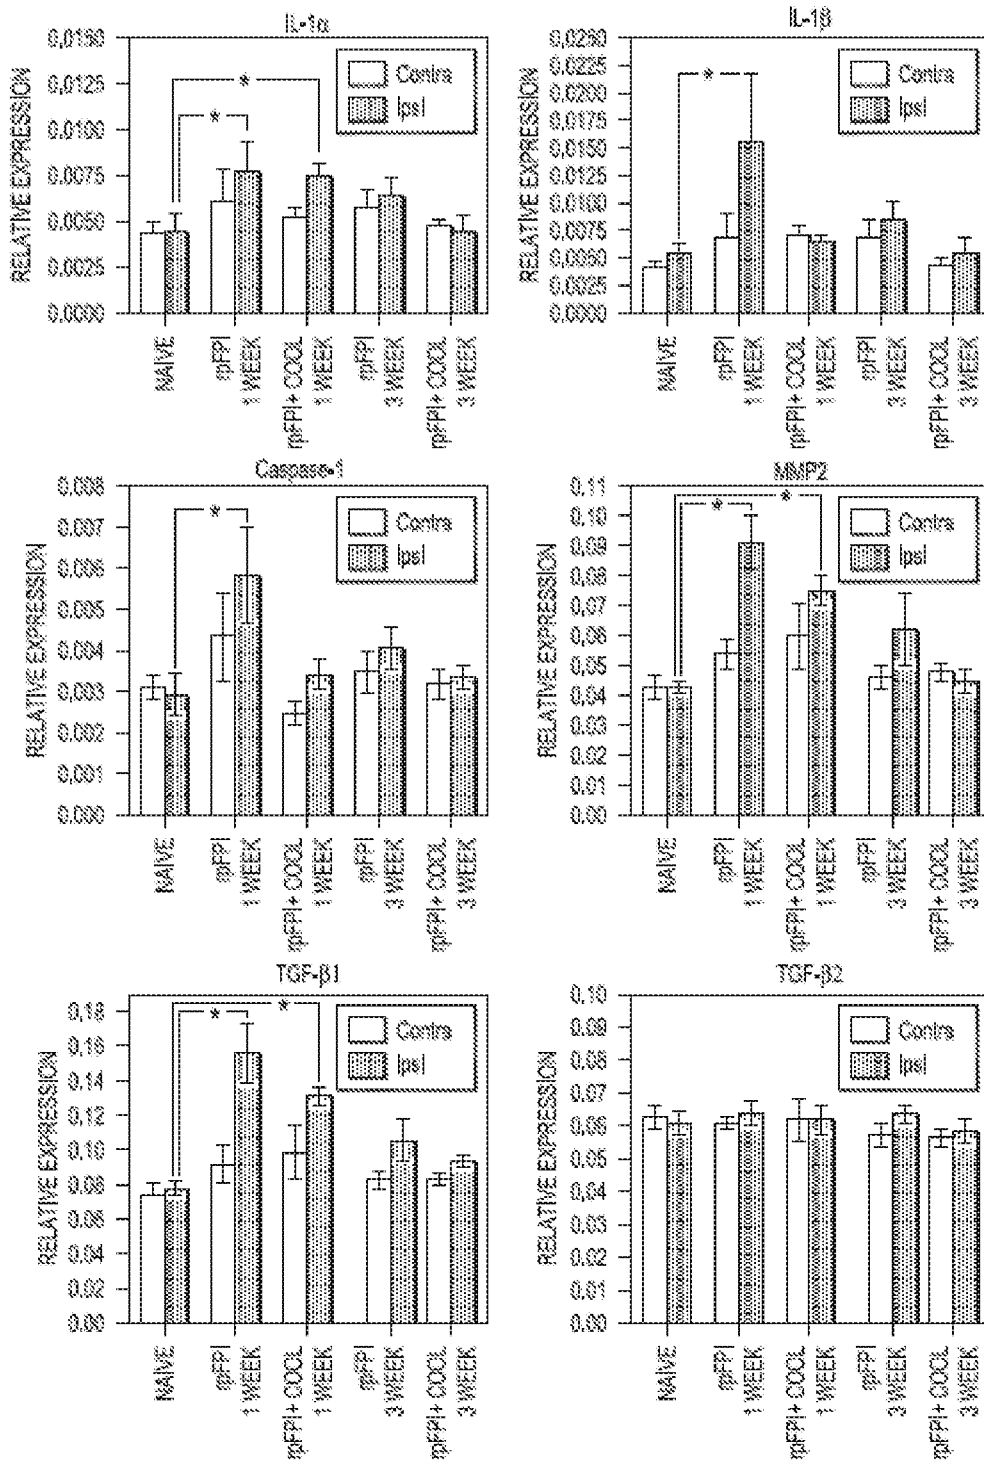 IL-1α
RELATIVE EXPRESSION
0.0150
0.0125
0.0100
0.0075
0.0050
0.0025
0.0000
Contra
Ipsi
*
*
NAIVE
rpFPI
1 WEEK
rpFPI+ COOL
1 WEEK
rpFPI
3 WEEK
rpFPI+ COOL
3 WEEK
IL-1β
RELATIVE EXPRESSION
0.0250
0.0225
0.0200
0.0175
0.0150
0.0125
0.0100
0.0075
0.0050
0.0025
0.0000
Contra
Ipsi
*
NAIVE
rpFPI
1 WEEK
rpFPI+ COOL
1 WEEK
rpFPI
3 WEEK
rpFPI+ COOL
3 WEEK
Caspase-1
RELATIVE EXPRESSION
0.008
0.007
0.006
0.005
0.004
0.003
0.002
0.001
0.000
Contra
Ipsi
*
NAIVE
rpFPI
1 WEEK
rpFPI+ COOL
1 WEEK
rpFPI
3 WEEK
rpFPI+ COOL
3 WEEK
MMP2
RELATIVE EXPRESSION
0.11
0.10
0.09
0.08
0.07
0.06
0.05
0.04
0.03
0.02
0.01
0.00
Contra
Ipsi
*
*
NAIVE
rpFPI
1 WEEK
rpFPI+ COOL
1 WEEK
rpFPI
3 WEEK
rpFPI+ COOL
3 WEEK
TGF-β1
RELATIVE EXPRESSION
0.18
0.16
0.14
0.12
0.10
0.08
0.06
0.04
0.02
0.00
Contra
Ipsi
*
*
NAIVE
rpFPI
1 WEEK
rpFPI+ COOL
1 WEEK
rpFPI
3 WEEK
rpFPI+ COOL
3 WEEK
TGF-β2
RELATIVE EXPRESSION
0.10
0.09
0.08
0.07
0.06
0.05
0.04
0.03
0.02
0.01
0.00
Contra
Ipsi
NAIVE
rpFPI
1 WEEK
rpFPI+ COOL
1 WEEK
rpFPI
3 WEEK
rpFPI+ COOL
3 WEEK